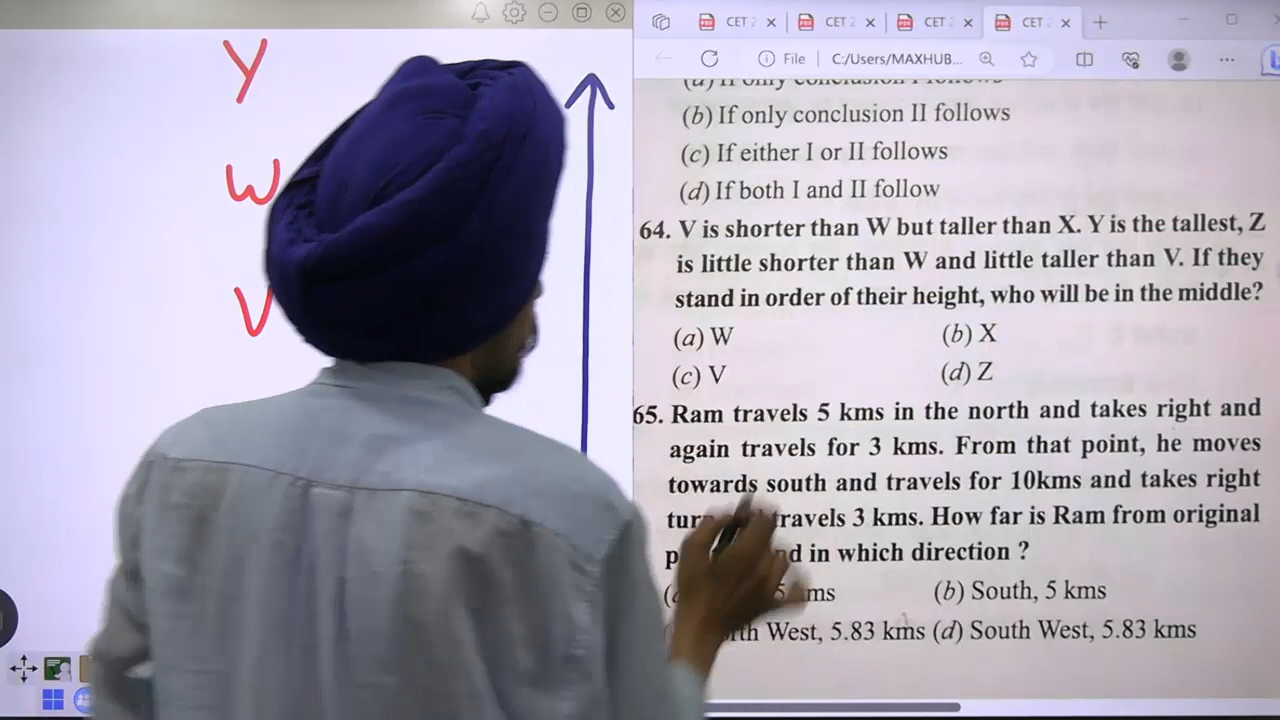 Y
W
V
CET 2
CET 2
CET
CET
File C:/Users/MAXHUB...
(b) If only conclusion II follows
(c) If either I or II follows
(d) If both I and II follow
64. V is shorter than W but taller than X. Y is the tallest, Z
is little shorter than W and little taller than V. If they
stand in order of their height, who will be in the middle?
(a) W (b) X
(c) V (d) Z
65. Ram travels 5 kms in the north and takes right and
again travels for 3 kms. From that point, he moves
towards south and travels for 10kms and takes right
travels 3 kms. How far is Ram from original
in which direction ?
(b) South, 5 kms
West, 5.83 kms (d) South West, 5.83 kms